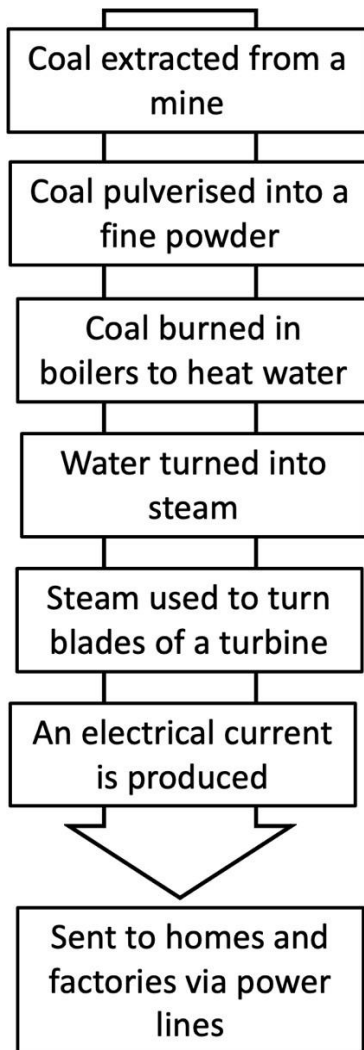 Coal extracted from a
mine
Coal pulverised into a
fine powder
Coal burned in
boilers to heat water
Water turned into
steam
Steam used to turn
blades of a turbine
An electrical current
is produced
Sent to homes and
factories via power
lines